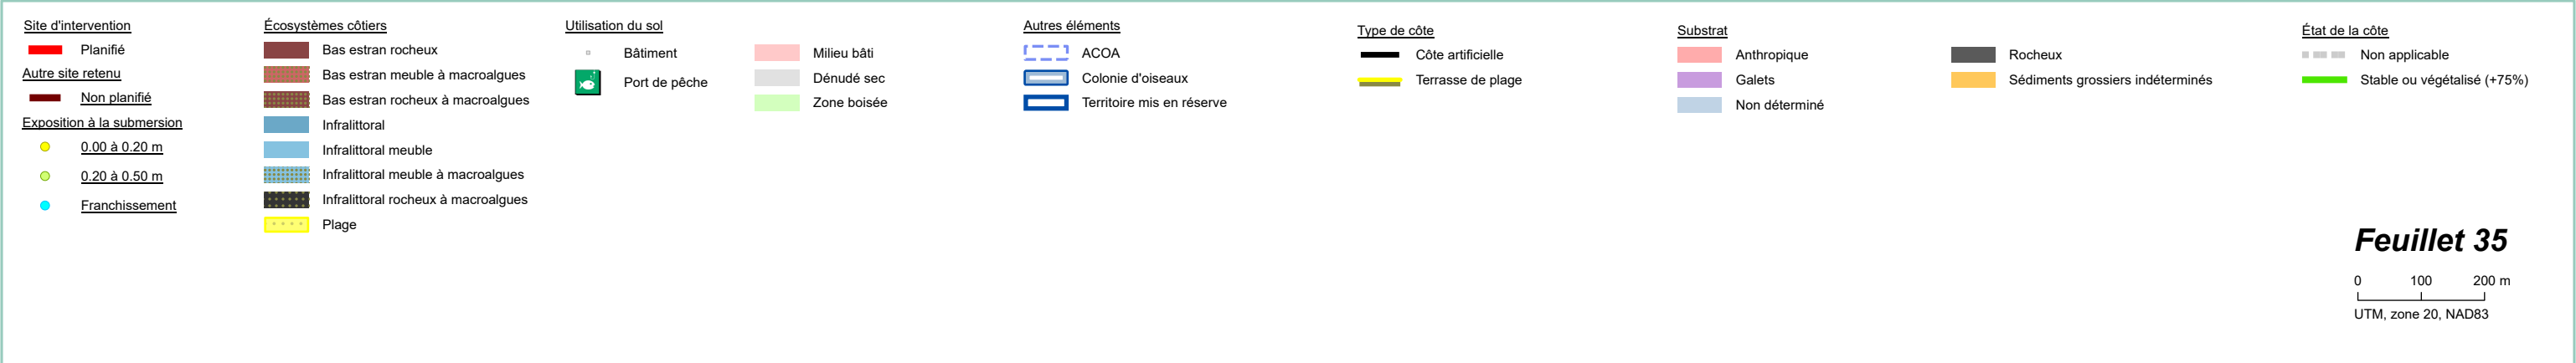 Site d'intervention
Planifié
Autre site retenu
Non planifié
Exposition à la submersion
0.00 à 0.20 m
0.20 à 0.50 m
Franchissement
Écosystèmes côtiers
Bas estran rocheux
Bas estran meuble à macroalgues
Bas estran rocheux à macroalgues
Infralittoral
Infralittoral meuble
Infralittoral meuble à macroalgues
Infralittoral rocheux à macroalgues
Plage
Utilisation du sol
Bâtiment
Port de pêche
Milieu bâti
Dénudé sec
Zone boisée
Autres éléments
ACOA
Colonie d'oiseaux
Territoire mis en réserve
Type de côte
Côte artificielle
Terrasse de plage
Substrat
Anthropique
Galets
Non déterminé
Rocheux
Sédiments grossiers indéterminés
État de la côte
Non applicable
Stable ou végétalisé (+75%)
Feuillet 35
0 100 200 m
UTM, zone 20, NAD83